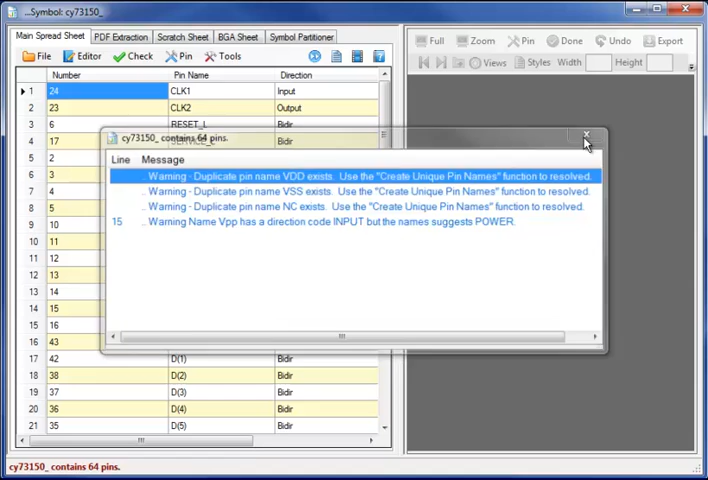 ...Symbol: cy73150_
Main Spread Sheet PDF Extraction Scratch Sheet BGA Sheet Symbol Partitioner
File Editor Check Pin Tools
Full Zoom Pin Done Undo Export
Views Styles Width Height
Number Pin Name Direction
1 24 CLK1 Input
2 23 CLK2 Output
3 6 RESET_L Bidir
4 17 Bidir
5 2
6 3
7 4
8 5
9 10
10 11
11 12
12 13
13 14
14 15
15 16
16 43
17 42 D(1) Bidir
18 38 D(2) Bidir
19 37 D(3) Bidir
20 36 D(4) Bidir
21 35 D(5) Bidir
cy73150_ contains 64 pins.
Line Message
.. Warning - Duplicate pin name VDD exists. Use the "Create Unique Pin Names" function to resolved.
.. Warning - Duplicate pin name VSS exists. Use the "Create Unique Pin Names" function to resolved.
.. Warning - Duplicate pin name NC exists. Use the "Create Unique Pin Names" function to resolved.
15 .. Warning Name Vpp has a direction code INPUT but the names suggests POWER.
cy73150_ contains 64 pins.